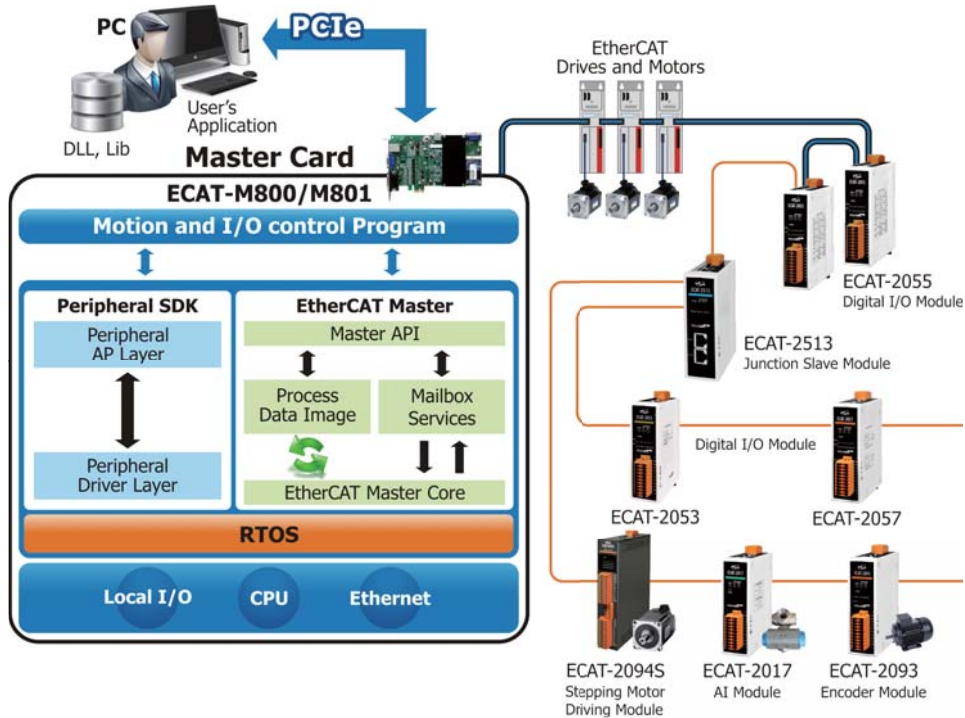 PC
PCIe
User's
Application
DLL, Lib
Master Card
ECAT-M800/M801
Motion and I/O control Program
Peripheral SDK
Peripheral
AP Layer
Peripheral
Driver Layer
EtherCAT Master
Master API
Process
Data Image
Mailbox
Services
EtherCAT Master Core
RTOS
Local I/O
CPU
Ethernet
EtherCAT
Drives and Motors
ECAT-2055
Digital I/O Module
ECAT-2513
Junction Slave Module
Digital I/O Module
ECAT-2053
ECAT-2057
ECAT-2094S
Stepping Motor
Driving Module
ECAT-2017
AI Module
ECAT-2093
Encoder Module